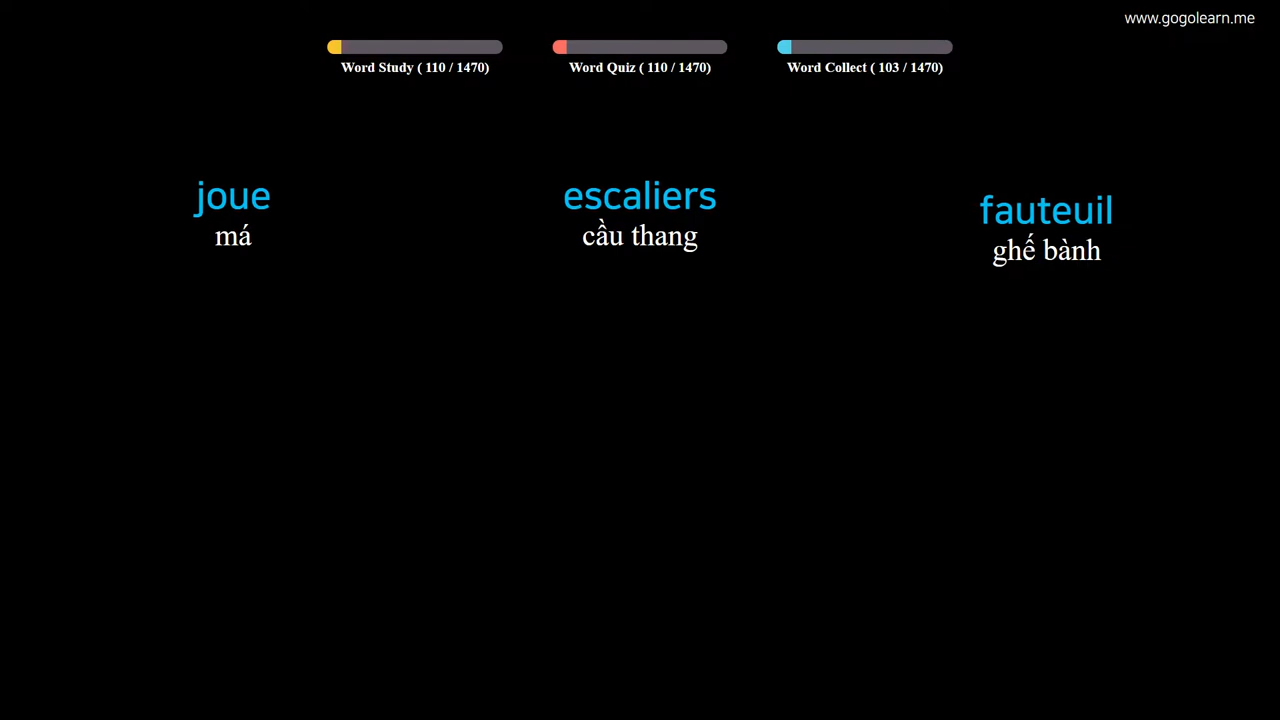 www.gogolearn.me
Word Study ( 110 / 1470)
Word Quiz ( 110 / 1470)
Word Collect ( 103 / 1470)
joue
má
escaliers
cầu thang
fauteuil
ghế bành